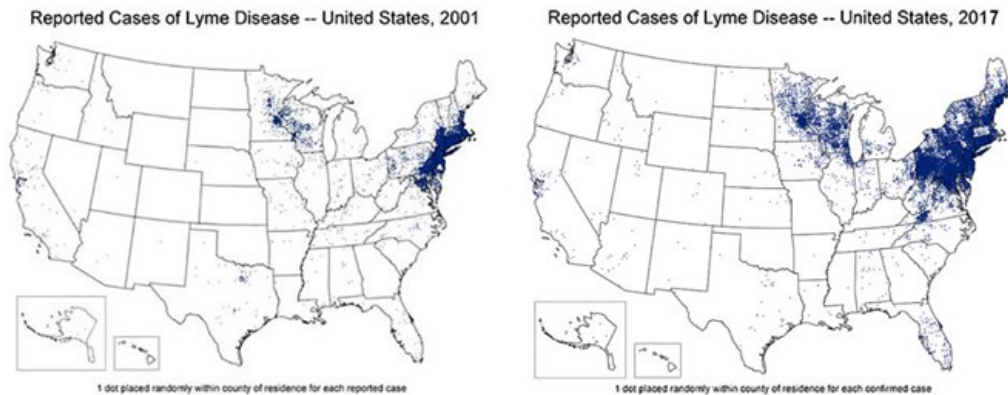 Reported Cases of Lyme Disease -- United States, 2001
Reported Cases of Lyme Disease -- United States, 2017
1 dot placed randomly within county of residence for each reported case
1 dot placed randomly within county of residence for each confirmed case